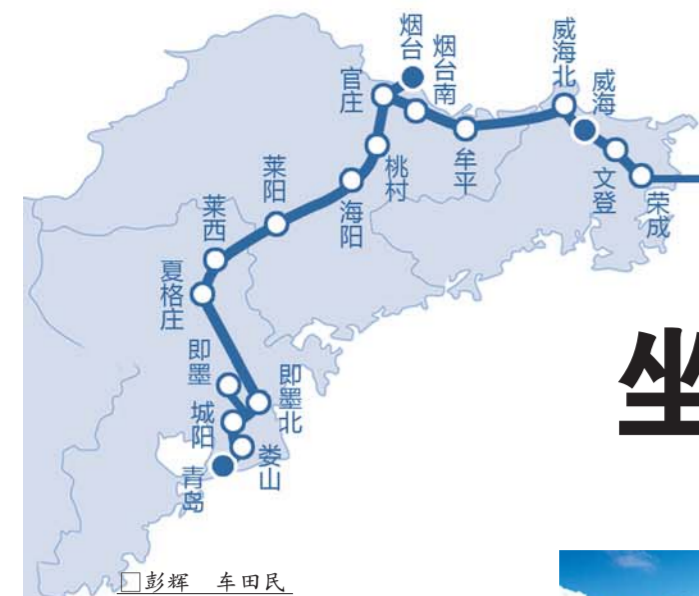 烟台
烟台南
官庄
威海北
威海
牟平
桃村
文登
荣成
莱阳
海阳
莱西
夏格庄
即墨
即墨北
城阳
娄山
青岛
坐
□彭辉 车田民